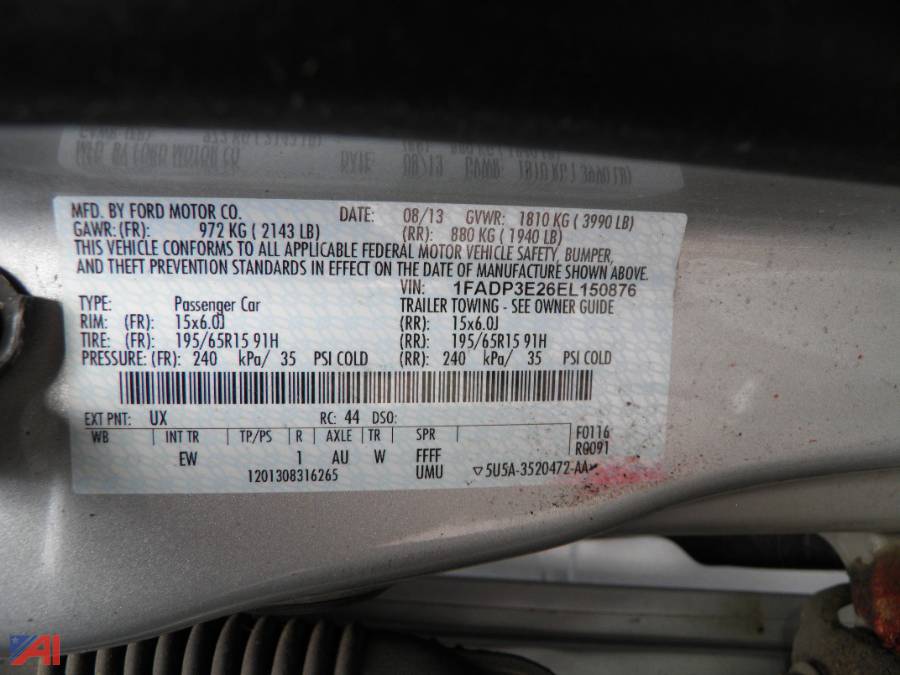 MFD. BY FORD MOTOR CO. DATE: 08/13 GVWR: 1810 KG ( 3990 LB)
GAWR: (FR): 972 KG ( 2143 LB) (RR): 880 KG ( 1940 LB)
THIS VEHICLE CONFORMS TO ALL APPLICABLE FEDERAL MOTOR VEHICLE SAFETY, BUMPER,
AND THEFT PREVENTION STANDARDS IN EFFECT ON THE DATE OF MANUFACTURE SHOWN ABOVE.
VIN: 1FADP3E26EL150876
TYPE: Passenger Car TRAILER TOWING - SEE OWNER GUIDE
RIM: (FR): 15x6.0J (RR): 15x6.0J
TIRE: (FR): 195/65R15 91H (RR): 195/65R15 91H
PRESSURE: (FR): 240 kPa/ 35 PSI COLD (RR): 240 kPa/ 35 PSI COLD
EXT PNT: UX RC: 44 DSO:
WB INT TR TP/PS R AXLE TR SPR F0116
EW 1 AU W FFFF RQ091
1201308316265 UMU ▽5U5A-3520472-AA
AI